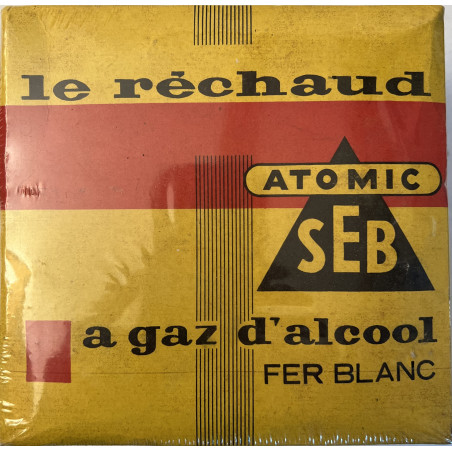 le réchaud
ATOMIC
SEB
a gaz d'alcool
FER BLANC